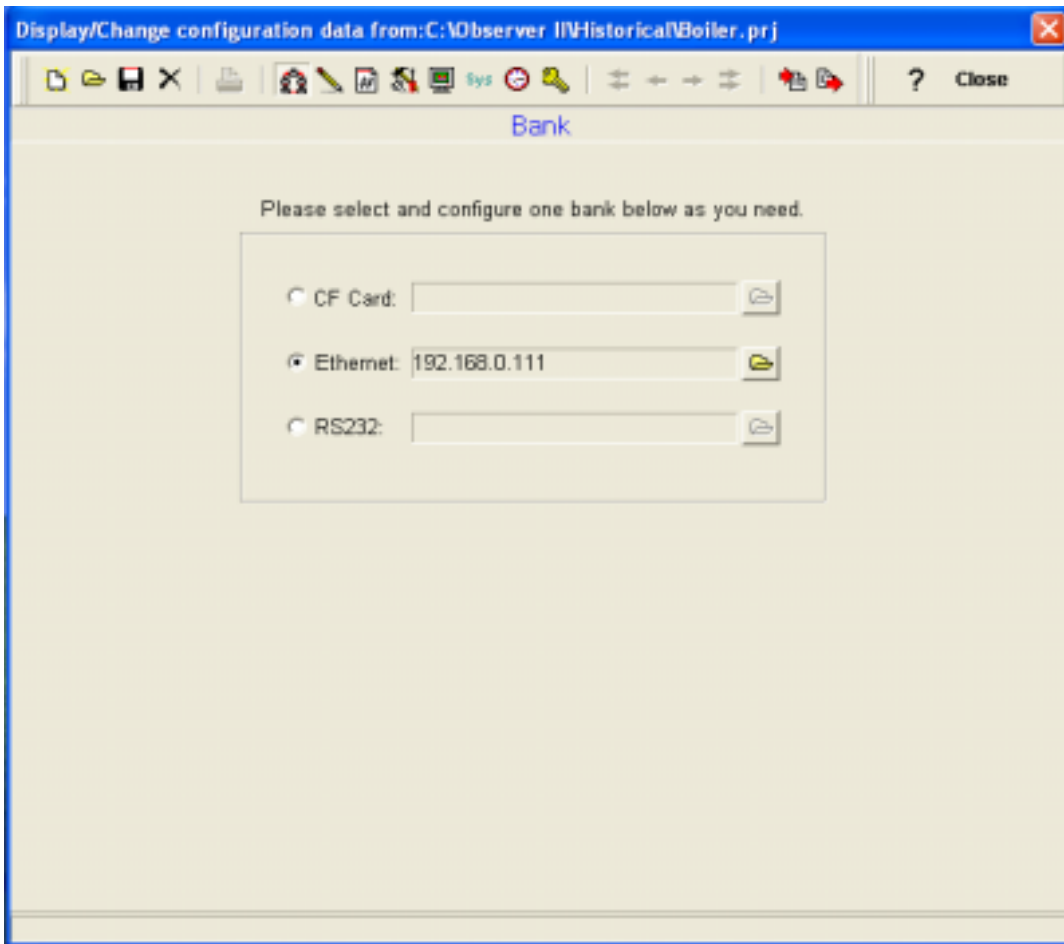 Display/Change configuration data from:C:\Observer II\Historical\Boiler.prj
Sys ? Close
Bank
Please select and configure one bank below as you need.
CF Card:
Ethernet: 192.168.0.111
RS232: